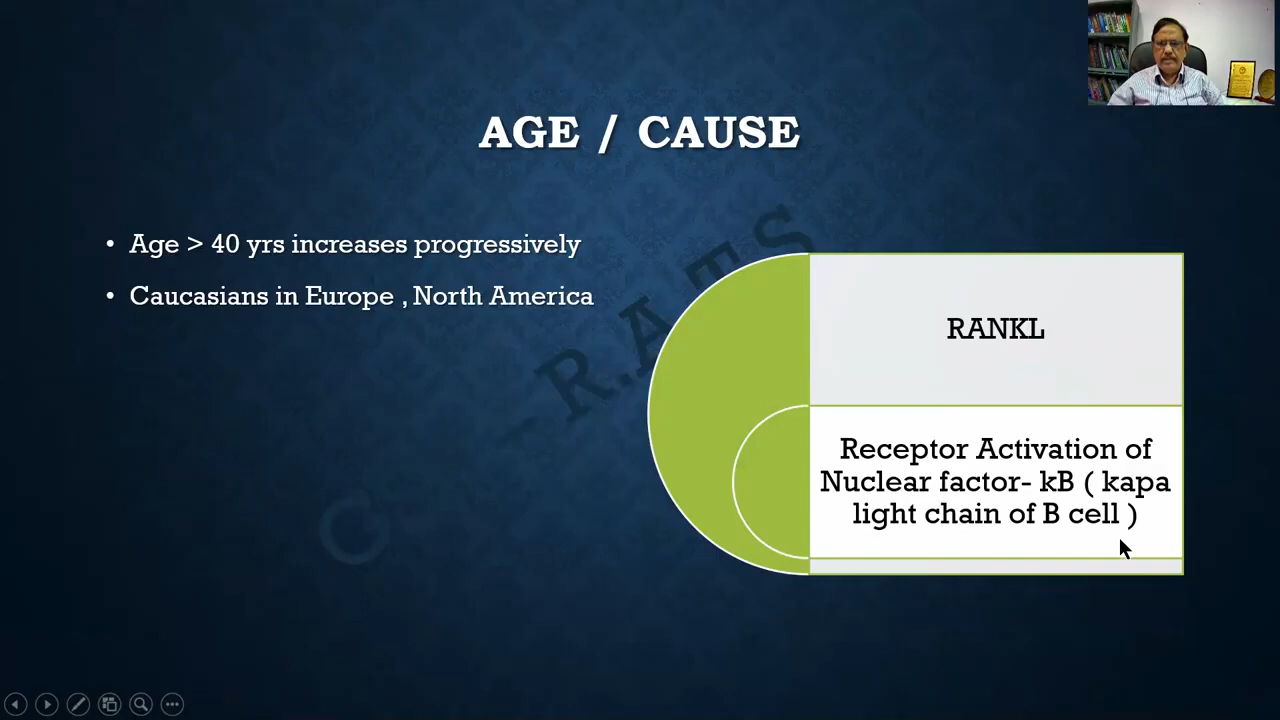 AGE / CAUSE
• Age > 40 yrs increases progressively
• Caucasians in Europe , North America
RANKL
Receptor Activation of
Nuclear factor- kB ( kapa
light chain of B cell )